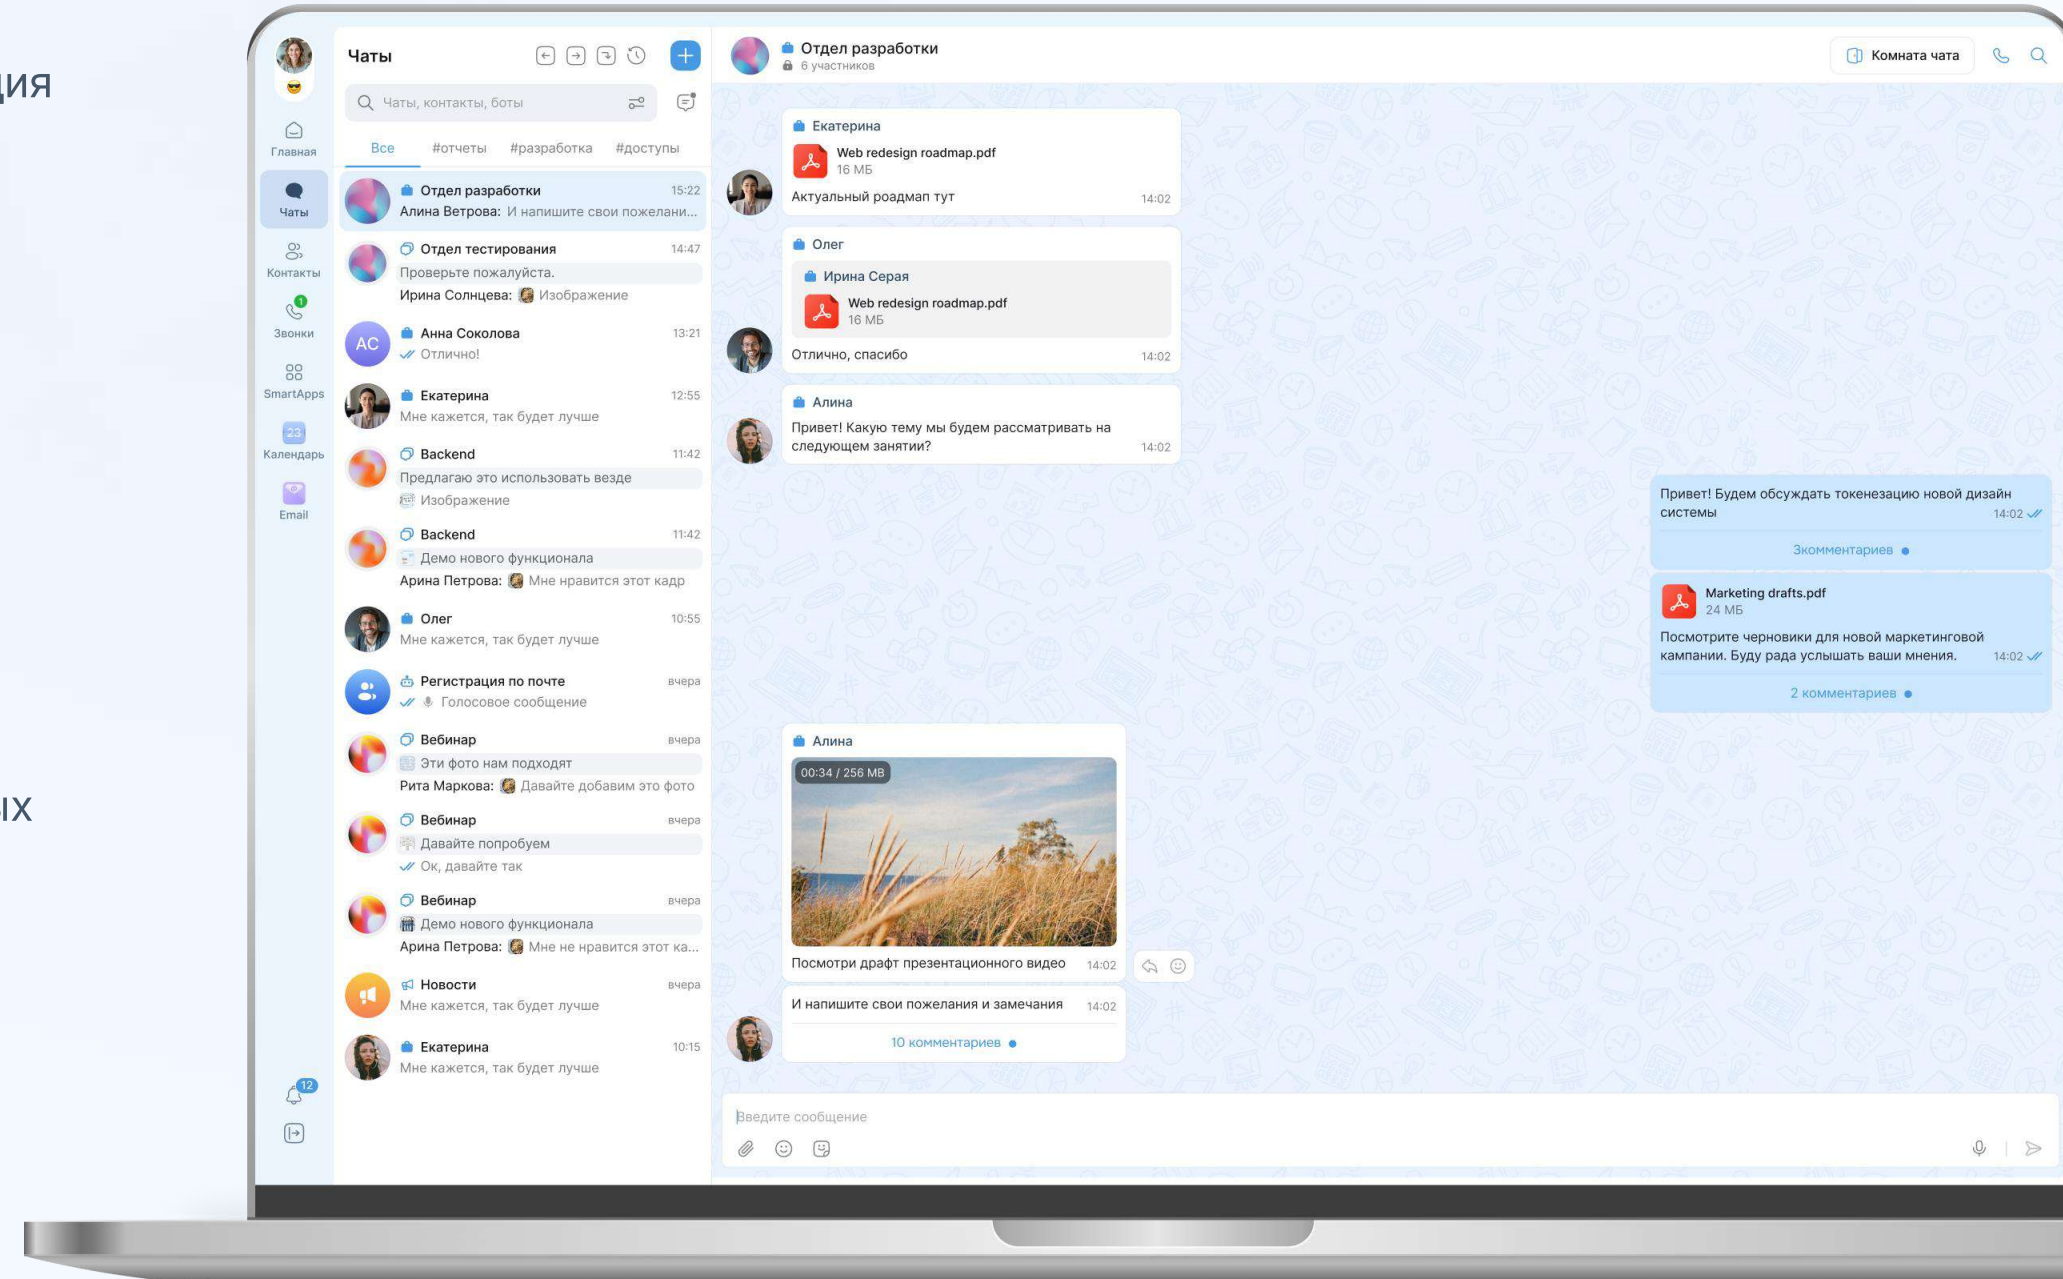 ых
Главная
Чаты
Контакты
1
Звонки
SmartApps
23
Календарь
Email
12
Чаты
Чаты, контакты, боты
Все #отчеты #разработка #доступы
Отдел разработки 15:22
Алина Ветрова: И напишите свои пожелани...
Отдел тестирования 14:47
Проверьте пожалуйста.
Ирина Солнцева: Изображение
АС
Анна Соколова 13:21
Отлично!
Екатерина 12:55
Мне кажется, так будет лучше
Backend 11:42
Предлагаю это использовать везде
Изображение
Backend 11:42
Демо нового функционала
Арина Петрова: Мне нравится этот кадр
Олег 10:55
Мне кажется, так будет лучше
Регистрация по почте вчера
Голосовое сообщение
Вебинар вчера
Эти фото нам подходят
Рита Маркова: Давайте добавим это фото
Вебинар вчера
Давайте попробуем
Ок, давайте так
Вебинар вчера
Демо нового функционала
Арина Петрова: Мне не нравится этот ка...
Новости вчера
Мне кажется, так будет лучше
Екатерина 10:15
Мне кажется, так будет лучше
Отдел разработки
6 участников
Комната чата
Екатерина
Web redesign roadmap.pdf
16 МБ
Актуальный роадмап тут 14:02
Олег
Ирина Серая
Web redesign roadmap.pdf
16 МБ
Отлично, спасибо 14:02
Алина
Привет! Какую тему мы будем рассматривать на
следующем занятии? 14:02
Привет! Будем обсуждать токенезацию новой дизайн
системы 14:02
3комментариев
Marketing drafts.pdf
24 МБ
Посмотрите черновики для новой маркетинговой
кампании. Буду рада услышать ваши мнения. 14:02
2 комментариев
Алина
00:34 / 256 MB
Посмотри драфт презентационного видео 14:02
И напишите свои пожелания и замечания 14:02
10 комментариев
Введите сообщение